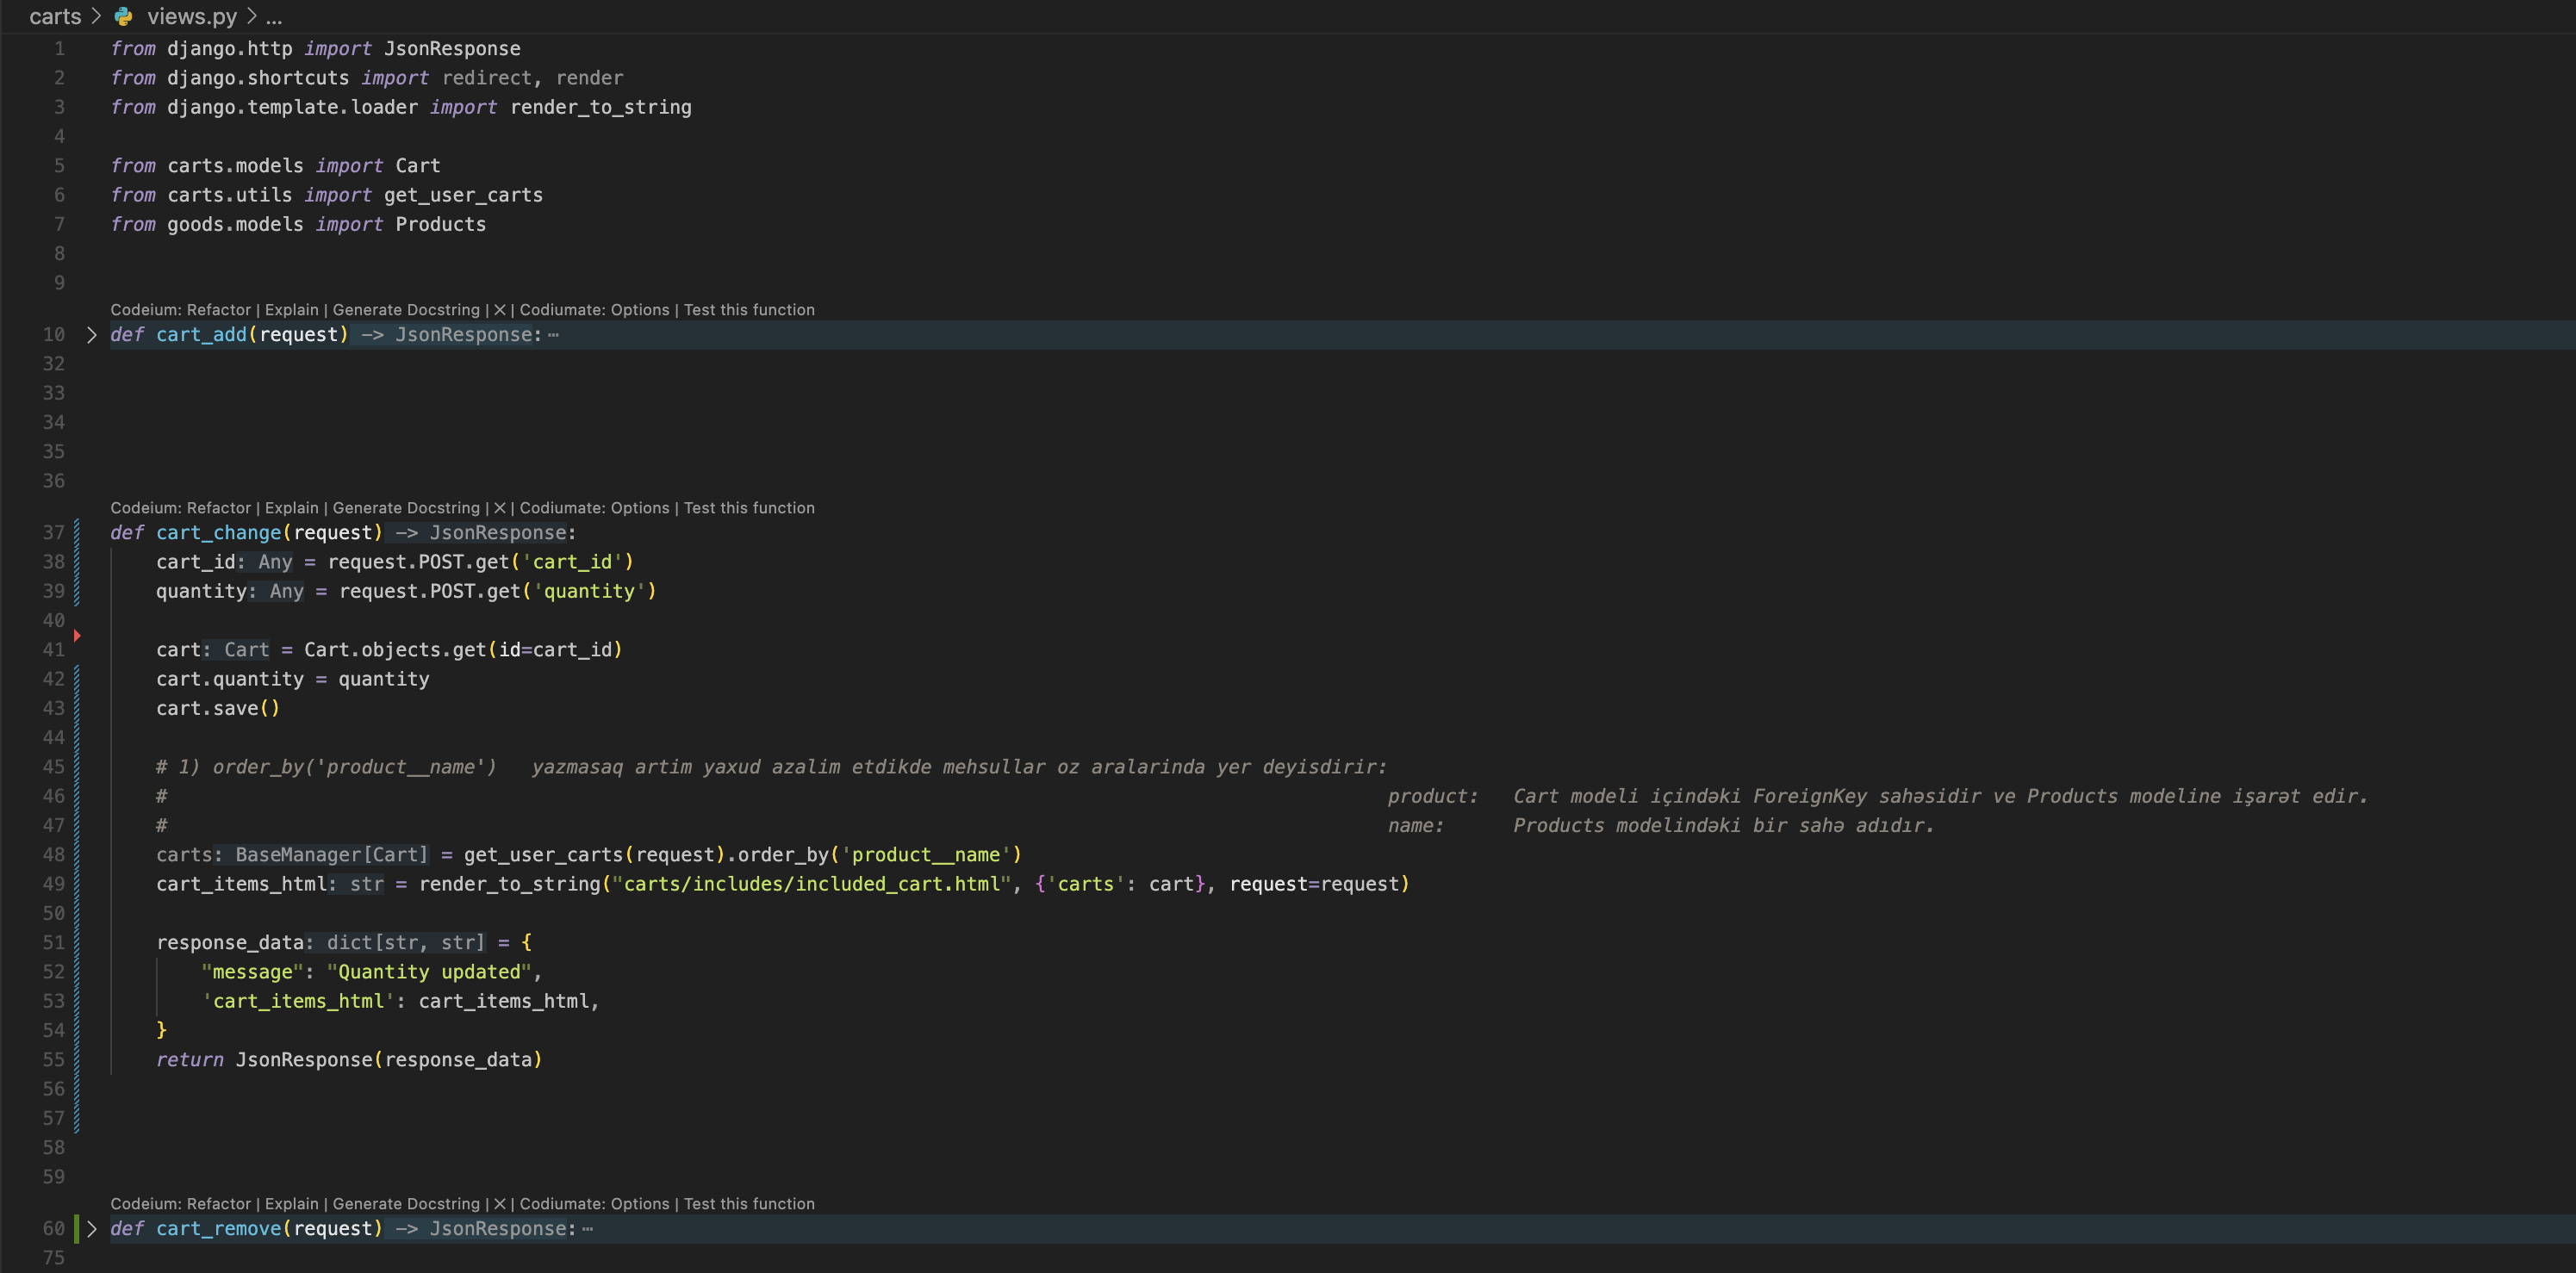 carts > views.py > ...
1 from django.http import JsonResponse
2 from django.shortcuts import redirect, render
3 from django.template.loader import render_to_string
4
5 from carts.models import Cart
6 from carts.utils import get_user_carts
7 from goods.models import Products
8
9
Codeium: Refactor | Explain | Generate Docstring | X | Codiumate: Options | Test this function
10 > def cart_add(request) -> JsonResponse: ⋯
32
33
34
35
36
Codeium: Refactor | Explain | Generate Docstring | X | Codiumate: Options | Test this function
37 def cart_change(request) -> JsonResponse:
38     cart_id: Any = request.POST.get('cart_id')
39     quantity: Any = request.POST.get('quantity')
40
41     cart: Cart = Cart.objects.get(id=cart_id)
42     cart.quantity = quantity
43     cart.save()
44
45     # 1) order_by('product__name')   yazmasaq artim yaxud azalim etdikde mehsullar oz aralarinda yer deyisdirir:
46     # product:   Cart modeli içindəki ForeignKey sahəsidir ve Products modeline işarət edir.
47     # name:      Products modelindəki bir sahə adıdır.
48     carts: BaseManager[Cart] = get_user_carts(request).order_by('product__name')
49     cart_items_html: str = render_to_string("carts/includes/included_cart.html", {'carts': cart}, request=request)
50
51     response_data: dict[str, str] = {
52         "message": "Quantity updated",
53         'cart_items_html': cart_items_html,
54     }
55     return JsonResponse(response_data)
56
57
58
59
Codeium: Refactor | Explain | Generate Docstring | X | Codiumate: Options | Test this function
60 > def cart_remove(request) -> JsonResponse: ⋯
75